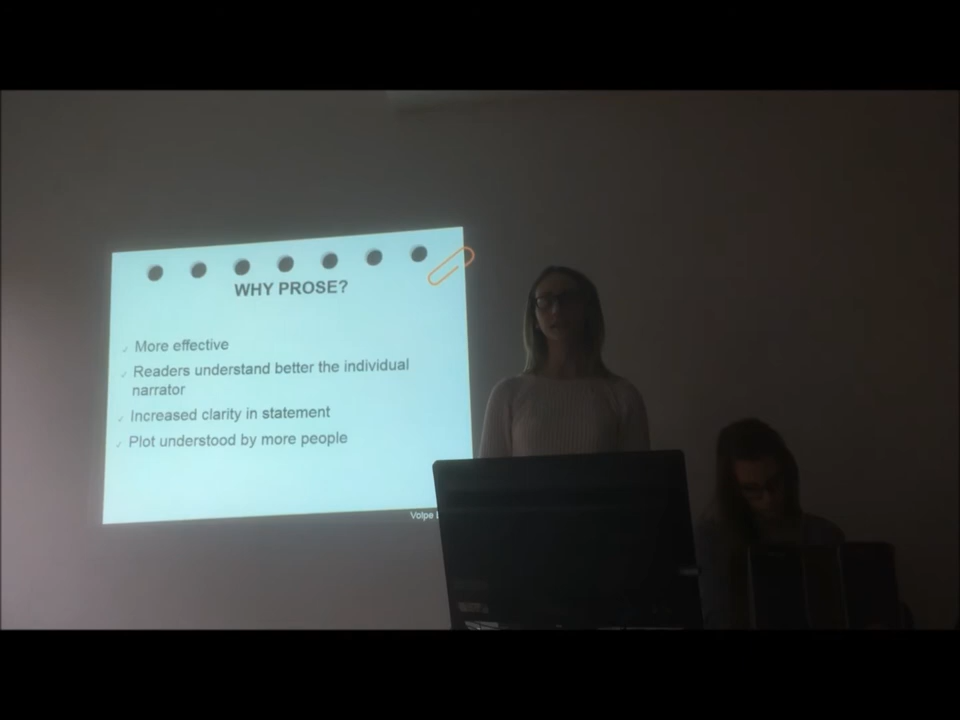 WHY PROSE?
✓ More effective
✓ Readers understand better the individual
narrator
✓ Increased clarity in statement
✓ Plot understood by more people
Volpe